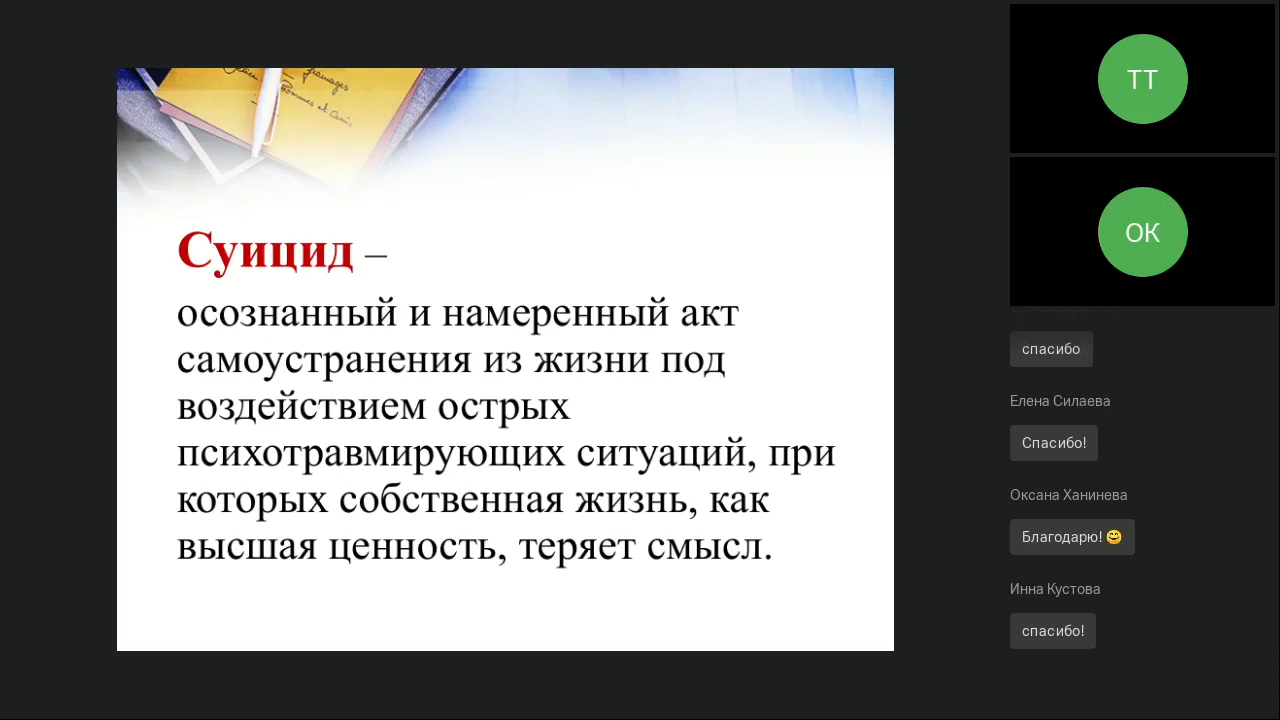 Суицид –
осознанный и намеренный акт
самоустранения из жизни под
воздействием острых
психотравмирующих ситуаций, при
которых собственная жизнь, как
высшая ценность, теряет смысл.
ТТ
ОК
спасибо
Елена Силаева
Спасибо!
Оксана Ханинева
Благодарю! 😊
Инна Кустова
спасибо!